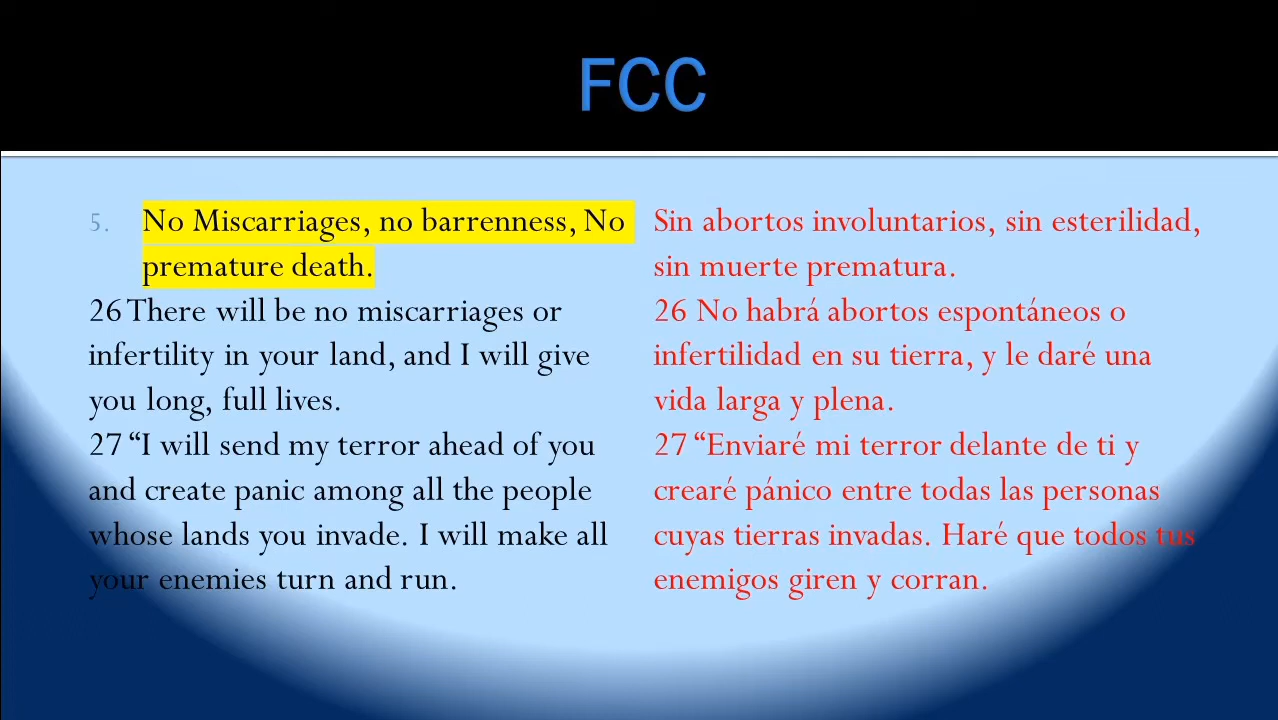 FCC
5. No Miscarriages, no barrenness, No
premature death.
26 There will be no miscarriages or
infertility in your land, and I will give
you long, full lives.
27 “I will send my terror ahead of you
and create panic among all the people
whose lands you invade. I will make all
your enemies turn and run.
Sin abortos involuntarios, sin esterilidad,
sin muerte prematura.
26 No habrá abortos espontáneos o
infertilidad en su tierra, y le daré una
vida larga y plena.
27 “Enviaré mi terror delante de ti y
crearé pánico entre todas las personas
cuyas tierras invadas. Haré que todos tus
enemigos giren y corran.